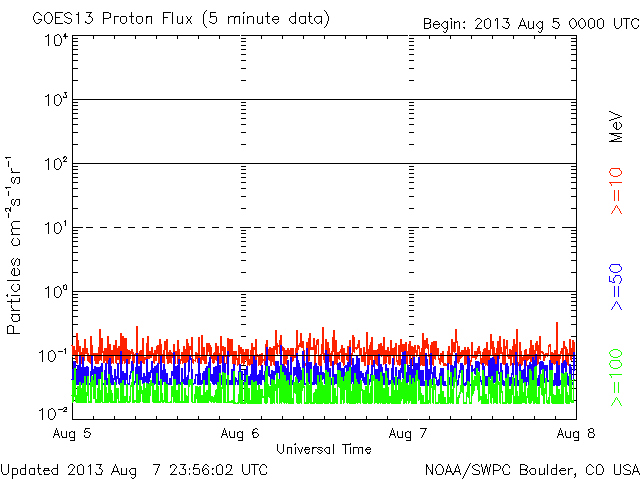 GOES13 Proton Flux (5 minute data)
Begin: 2013 Aug 5 0000 UTC
10⁴
10³
10²
10¹
10⁰
10⁻¹
10⁻²
Particles cm⁻²s⁻¹sr⁻¹
MeV
>=10
>=50
>=100
Aug 5
Aug 6
Aug 7
Aug 8
Universal Time
Updated 2013 Aug 7 23:56:02 UTC
NOAA/SWPC Boulder, CO USA